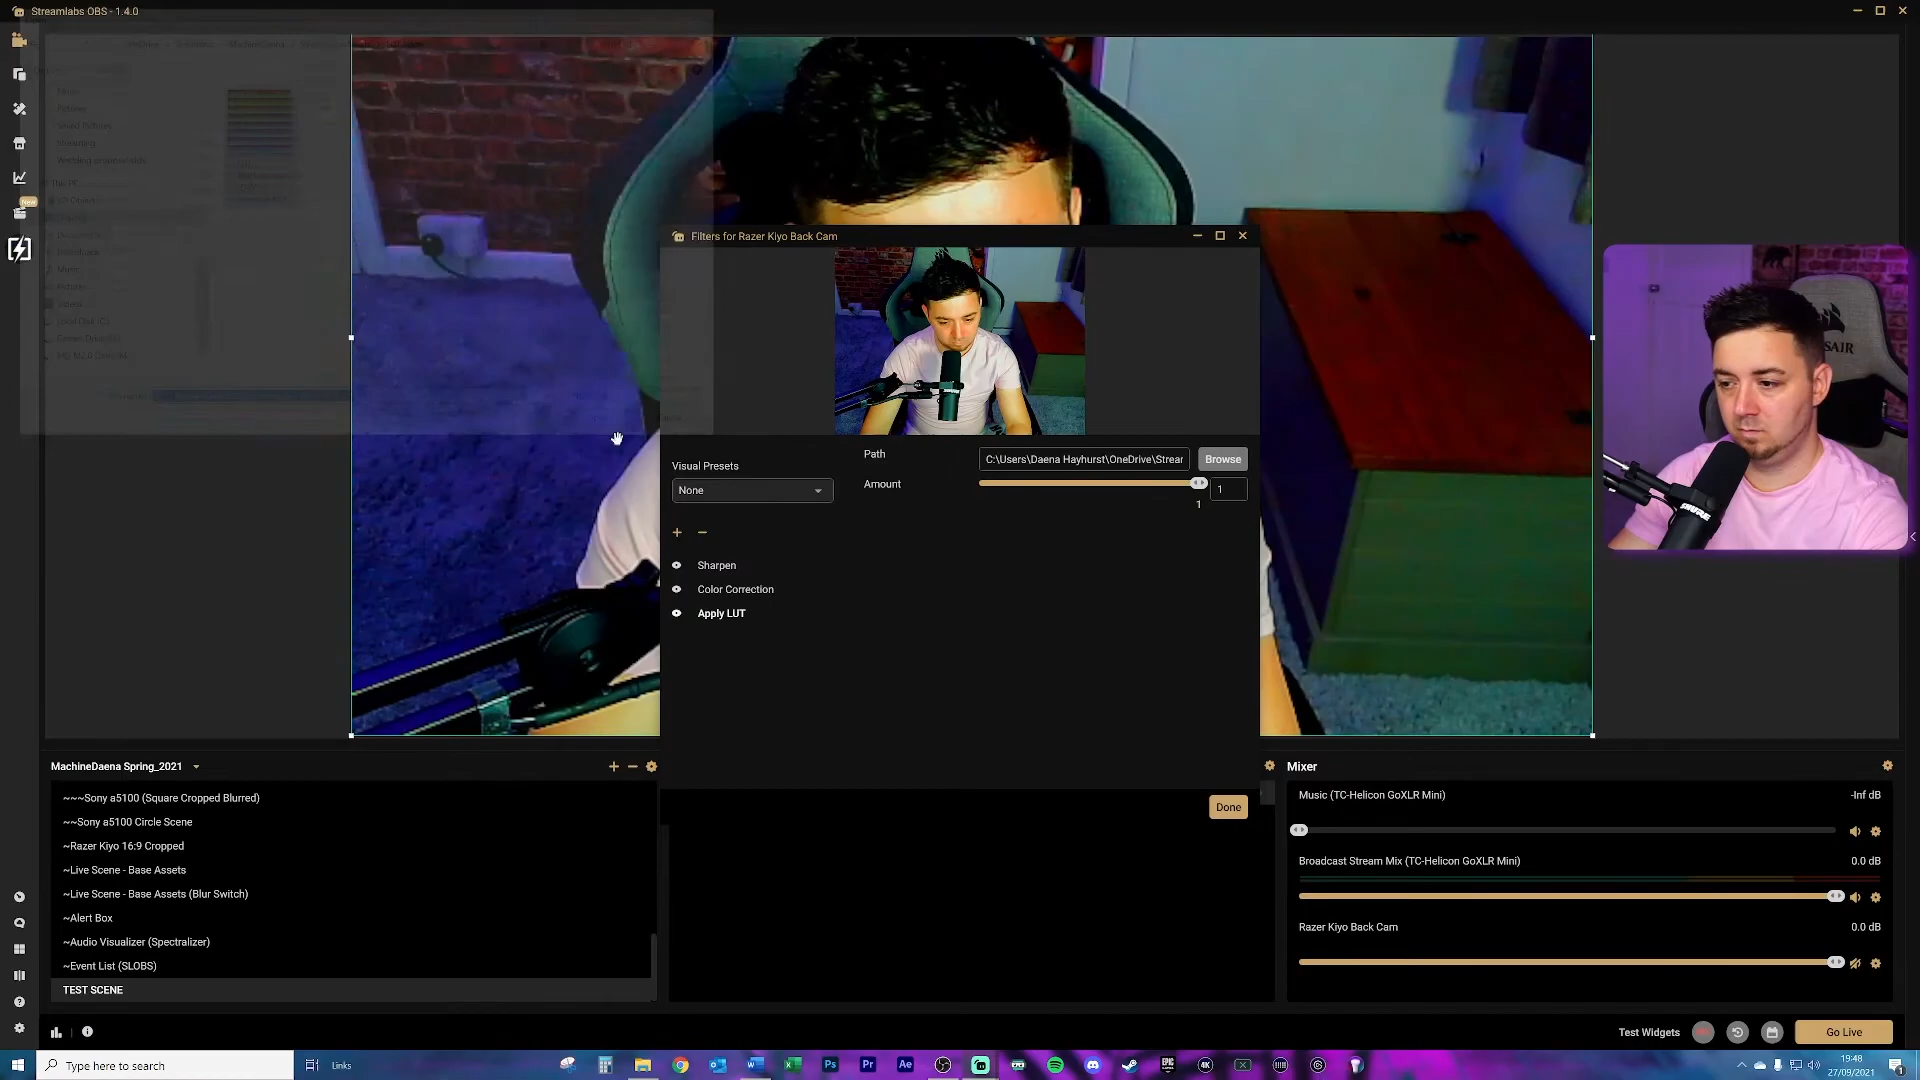 Streamlabs OBS - 1.4.0
New
Filters for Razer Kiyo Back Cam
Visual Presets
None
Path
C:\Users\Daena Hayhurst\OneDrive\Strear
Browse
Amount
1
1
Sharpen
Color Correction
Apply LUT
Done
MachineDaena Spring_2021
~~~Sony a5100 (Square Cropped Blurred)
~~Sony a5100 Circle Scene
~Razer Kiyo 16:9 Cropped
~Live Scene - Base Assets
~Live Scene - Base Assets (Blur Switch)
~Alert Box
~Audio Visualizer (Spectralizer)
~Event List (SLOBS)
TEST SCENE
Mixer
Music (TC-Helicon GoXLR Mini)
-Inf dB
Broadcast Stream Mix (TC-Helicon GoXLR Mini)
0.0 dB
Razer Kiyo Back Cam
0.0 dB
Test Widgets
Go Live
Type here to search
Links
19:48
27/09/2021